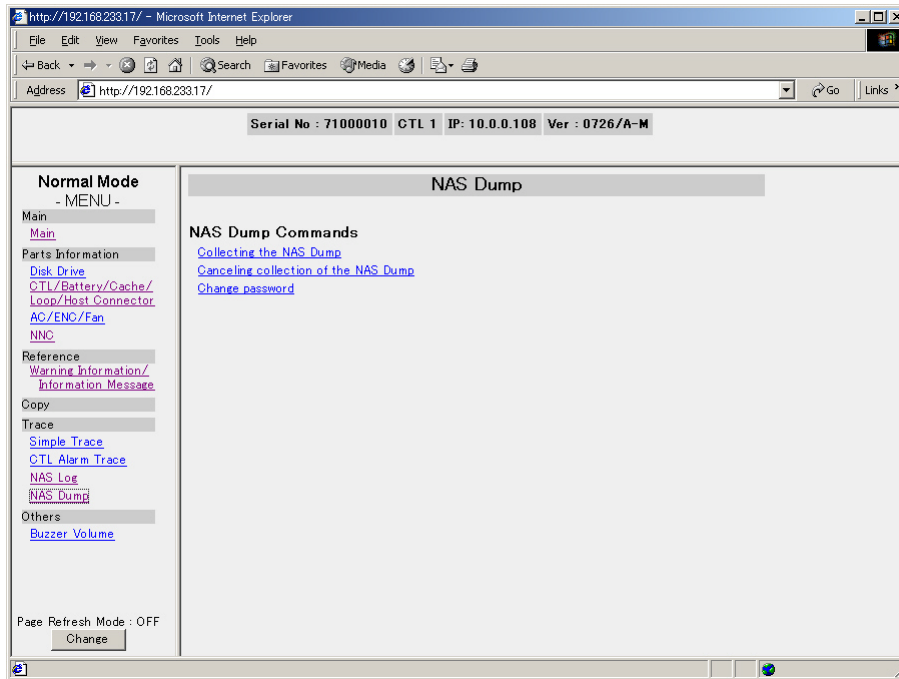 http://192.168.233.17/ - Microsoft Internet Explorer
File Edit View Favorites Tools Help
Back Search Favorites Media
Address http://192.168.233.17/ Go Links
Serial No : 71000010 CTL 1 IP: 10.0.0.108 Ver : 0726/A-M
Normal Mode
- MENU -
Main
Main
Parts Information
Disk Drive
CTL/Battery/Cache/
Loop/Host Connector
AC/ENC/Fan
NNC
Reference
Warning Information/
Information Message
Copy
Trace
Simple Trace
CTL Alarm Trace
NAS Log
NAS Dump
Others
Buzzer Volume
Page Refresh Mode : OFF
Change
NAS Dump
NAS Dump Commands
Collecting the NAS Dump
Canceling collection of the NAS Dump
Change password